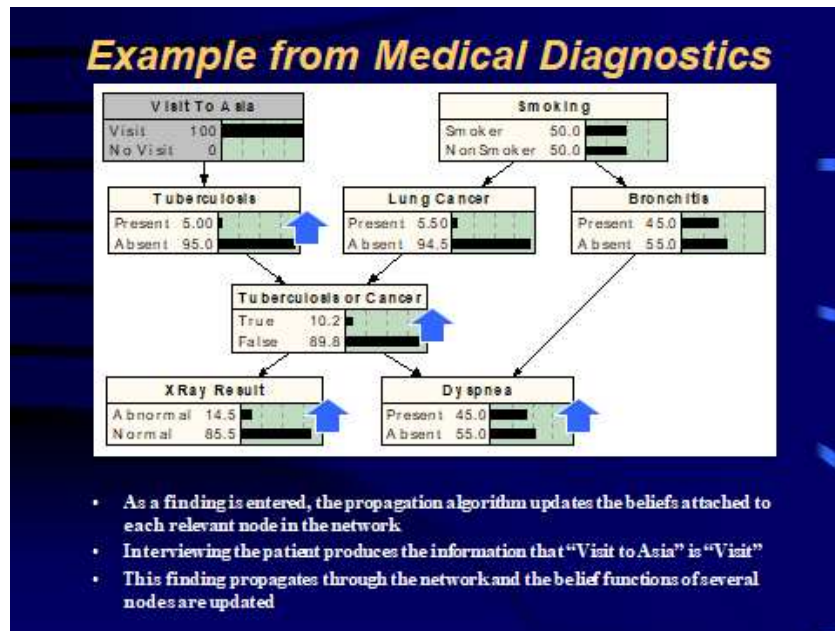 Example from Medical Diagnostics
Visit To Asia
Visit 100
No Visit 0
Smoking
Smoker 50.0
NonSmoker 50.0
Tuberculosis
Present 5.00
Absent 95.0
Lung Cancer
Present 5.50
Absent 94.5
Bronchitis
Present 45.0
Absent 55.0
Tuberculosis or Cancer
True 10.2
False 89.8
XRay Result
Abnormal 14.5
Normal 85.5
Dyspnea
Present 45.0
Absent 55.0
• As a finding is entered, the propagation algorithm updates the beliefs attached to
each relevant node in the network
• Interviewing the patient produces the information that “Visit to Asia” is “Visit”
• This finding propagates through the network and the belief functions of several
nodes are updated